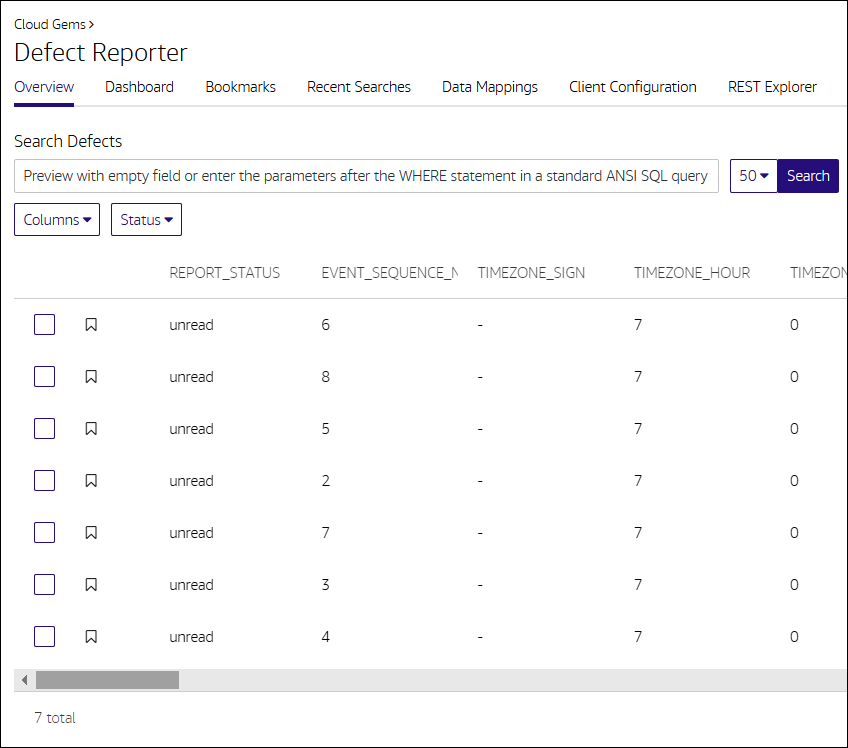 Cloud Gems >
Defect Reporter
Overview Dashboard Bookmarks Recent Searches Data Mappings Client Configuration REST Explorer
Search Defects
Preview with empty field or enter the parameters after the WHERE statement in a standard ANSI SQL query 50 Search
Columns Status
REPORT_STATUS EVENT_SEQUENCE_N TIMEZONE_SIGN TIMEZONE_HOUR TIMEZON
unread 6 - 7 0
unread 8 - 7 0
unread 5 - 7 0
unread 2 - 7 0
unread 7 - 7 0
unread 3 - 7 0
unread 4 - 7 0
7 total